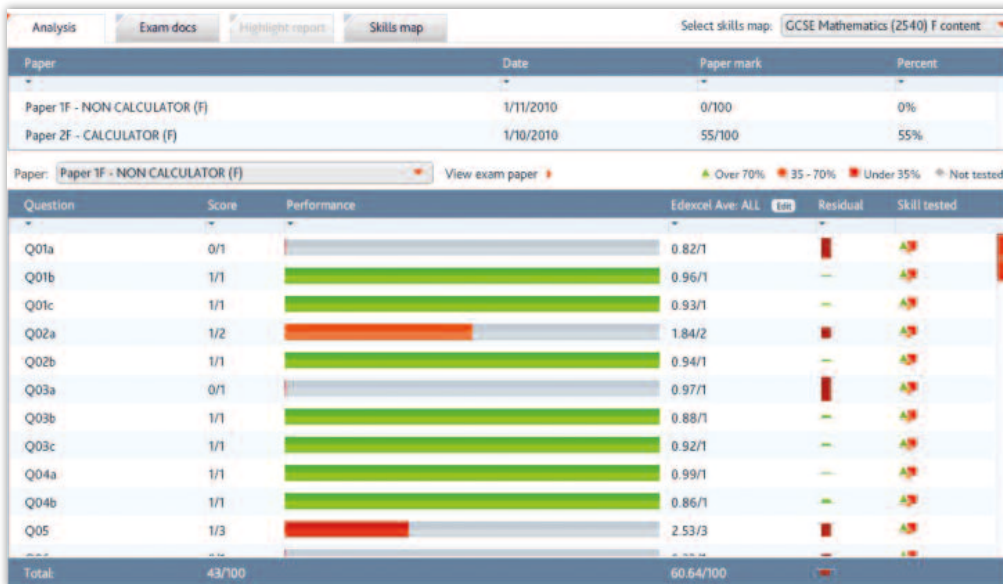 Analysis Exam docs Highlight report Skills map Select skills map: GCSE Mathematics (2540) F content
Paper Date Paper mark Percent
Paper 1F - NON CALCULATOR (F) 1/11/2010 0/100 0%
Paper 2F - CALCULATOR (F) 1/10/2010 55/100 55%
Paper: Paper 1F - NON CALCULATOR (F) View exam paper Over 70% 35 - 70% Under 35% Not tested
Question Score Performance Edexcel Ave: ALL Edit Residual Skill tested
Q01a 0/1 0.82/1
Q01b 1/1 0.96/1
Q01c 1/1 0.93/1
Q02a 1/2 1.84/2
Q02b 1/1 0.94/1
Q03a 0/1 0.97/1
Q03b 1/1 0.88/1
Q03c 1/1 0.92/1
Q04a 1/1 0.99/1
Q04b 1/1 0.86/1
Q05 1/3 2.53/3
Total: 43/100 60.64/100